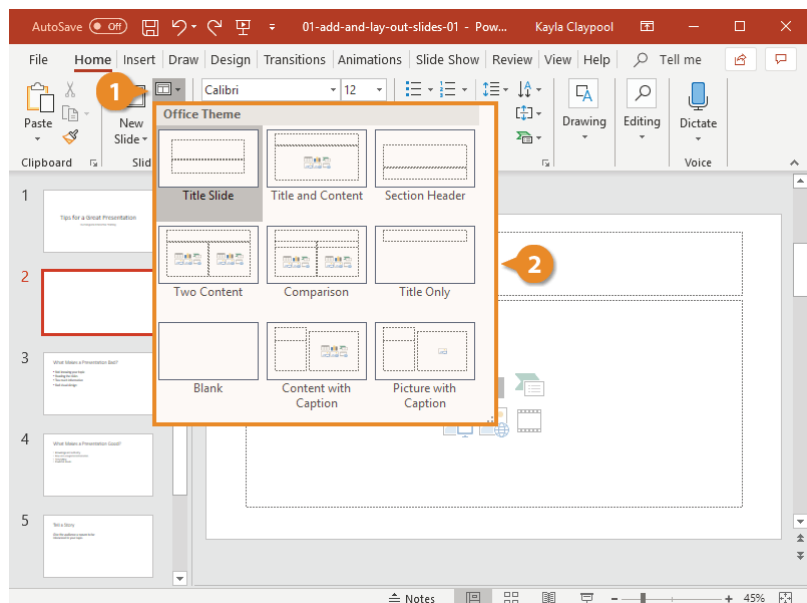 AutoSave Off 01-add-and-lay-out-slides-01 - Pow... Kayla Claypool
File Home Insert Draw Design Transitions Animations Slide Show Review View Help Tell me
1
Calibri 12
Paste
New
Slide
Drawing
Editing
Dictate
Clipboard
Slid
Voice
Office Theme
Title Slide
Title and Content
Section Header
Two Content
Comparison
Title Only
2
Blank
Content with
Caption
Picture with
Caption
1
Tips for a Great Presentation
2
3
What Makes a Presentation Bad?
4
What Makes a Presentation Good?
5
Tell a Story
Notes 45%